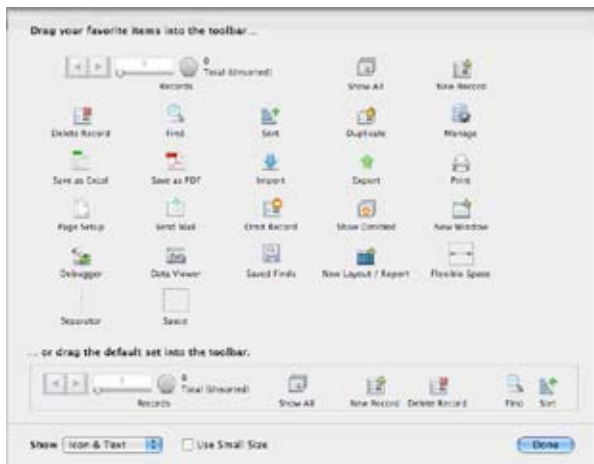 Drag your favorite items into the toolbar...
0
Total (Unsorted)
Records
Show All
New Record
Delete Record
Find
Sort
Duplicate
Manage
Save as Excel
Save as PDF
Import
Export
Print
Page Setup
Send Mail
Omit Record
Show Omitted
New Window
Debugger
Data Viewer
Saved Finds
New Layout / Report
Flexible Space
Separator
Space
... or drag the default set into the toolbar.
0
Total (Unsorted)
Records
Show All
New Record
Delete Record
Find
Sort
Show
Icon & Text
Use Small Size
Done